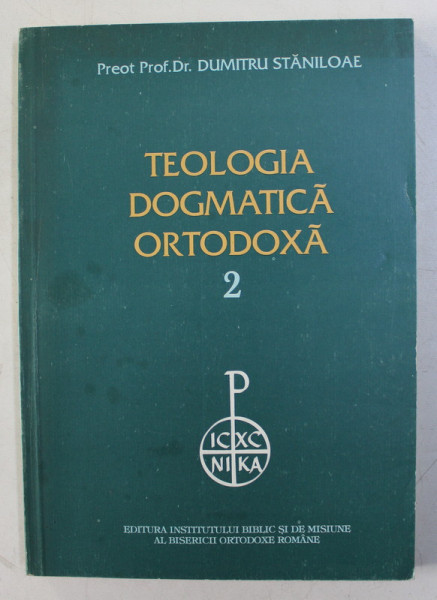 Preot Prof.Dr. DUMITRU STĂNILOAE
TEOLOGIA
DOGMATICĂ
ORTODOXĂ
2
P
IC XC
NI KA
EDITURA INSTITUTULUI BIBLIC ŞI DE MISIUNE
AL BISERICII ORTODOXE ROMÂNE